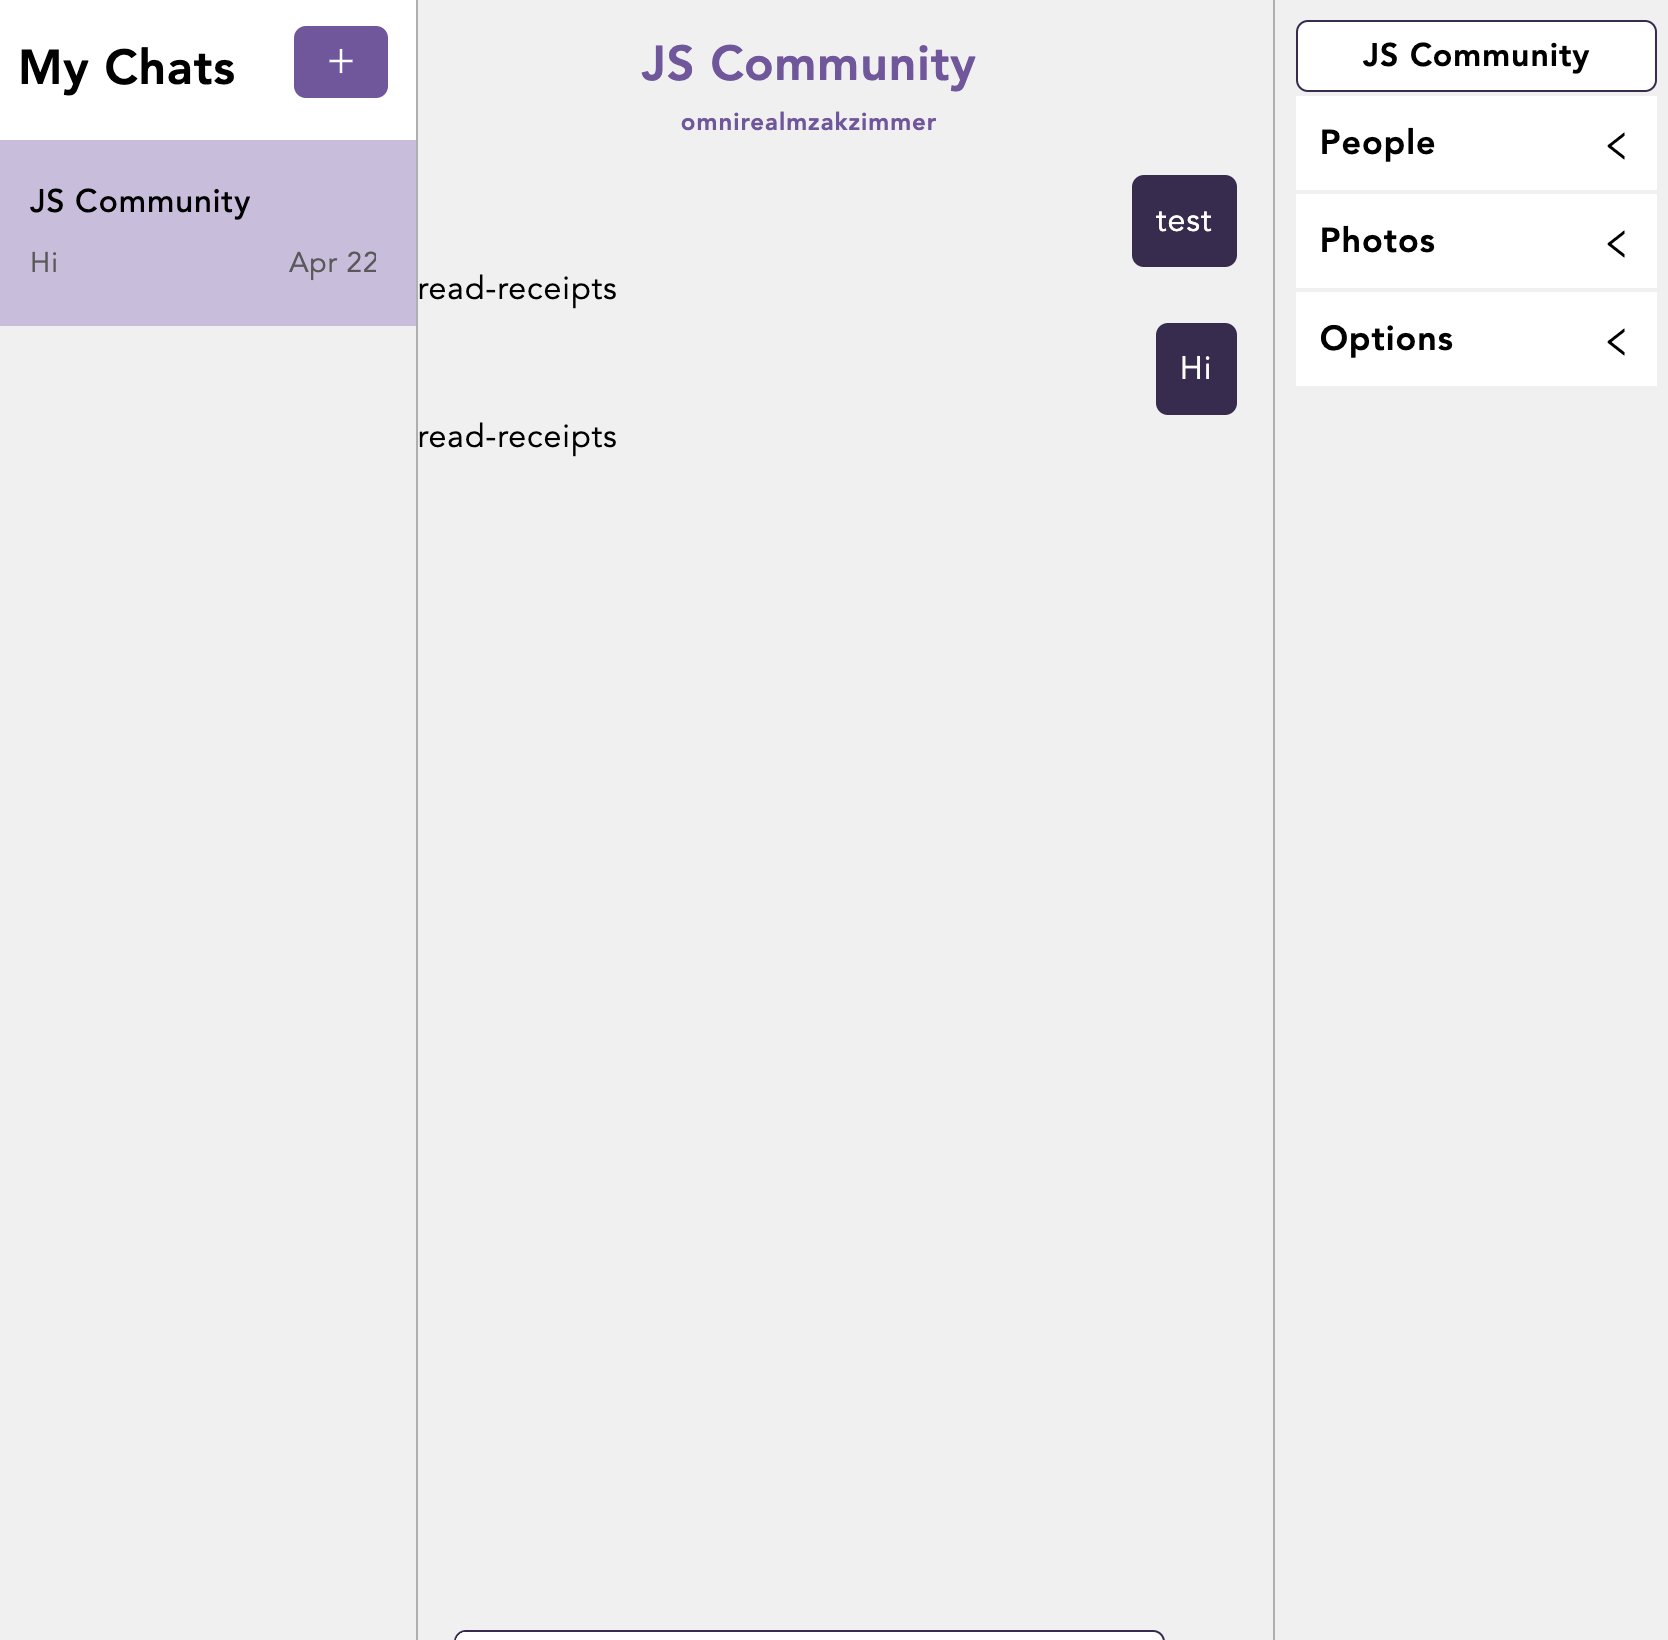 My Chats
+
JS Community
Hi
Apr 22
JS Community
omnirealmzakzimmer
test
read-receipts
Hi
read-receipts
JS Community
People
Photos
Options